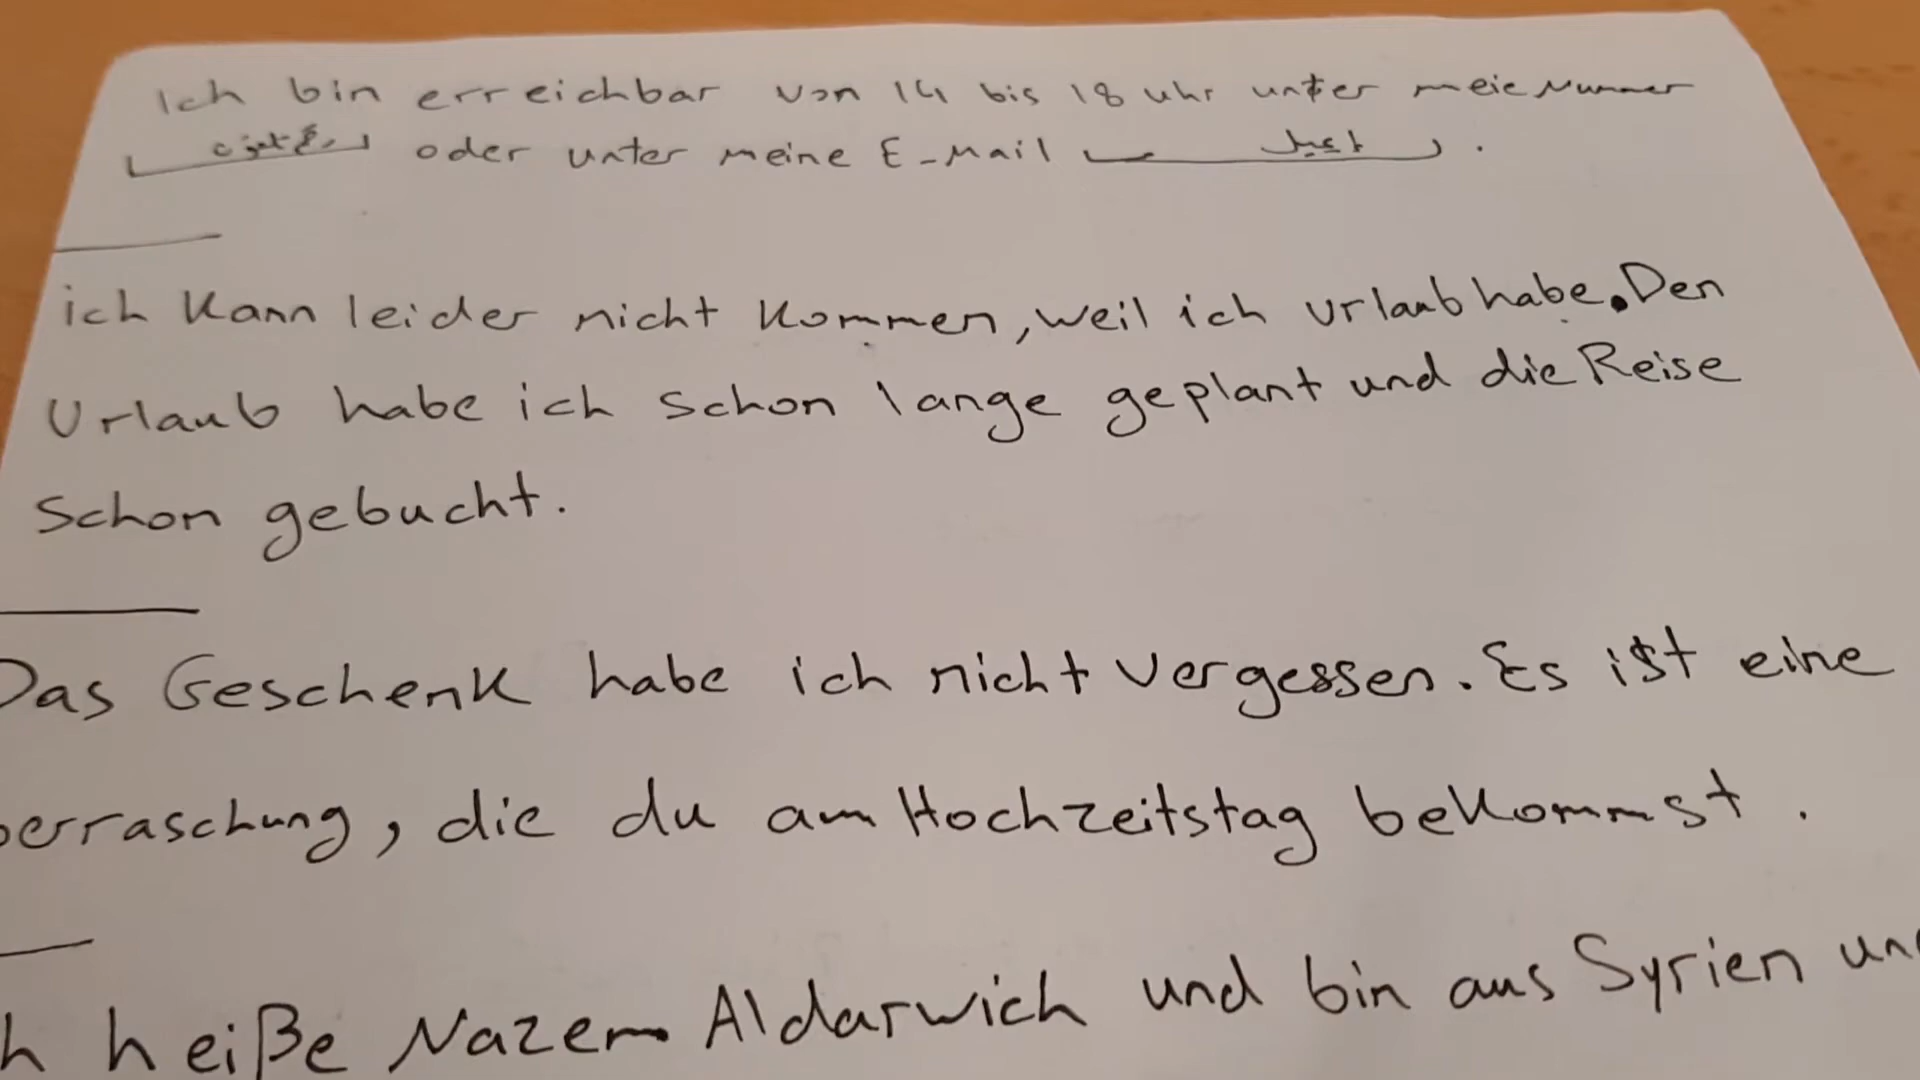 Ich bin erreichbar von 14 bis 18 uhr unter meie Nummer
oder unter meine E-Mail .
ich kann leider nicht kommen, weil ich urlaub habe. Den
Urlaub habe ich schon lange geplant und die Reise
schon gebucht.
Das Geschenk habe ich nicht vergessen. Es ist eine
berraschung, die du am Hochzeitstag bekommst.
h heiße Nazem Aldarwich und bin aus Syrien un